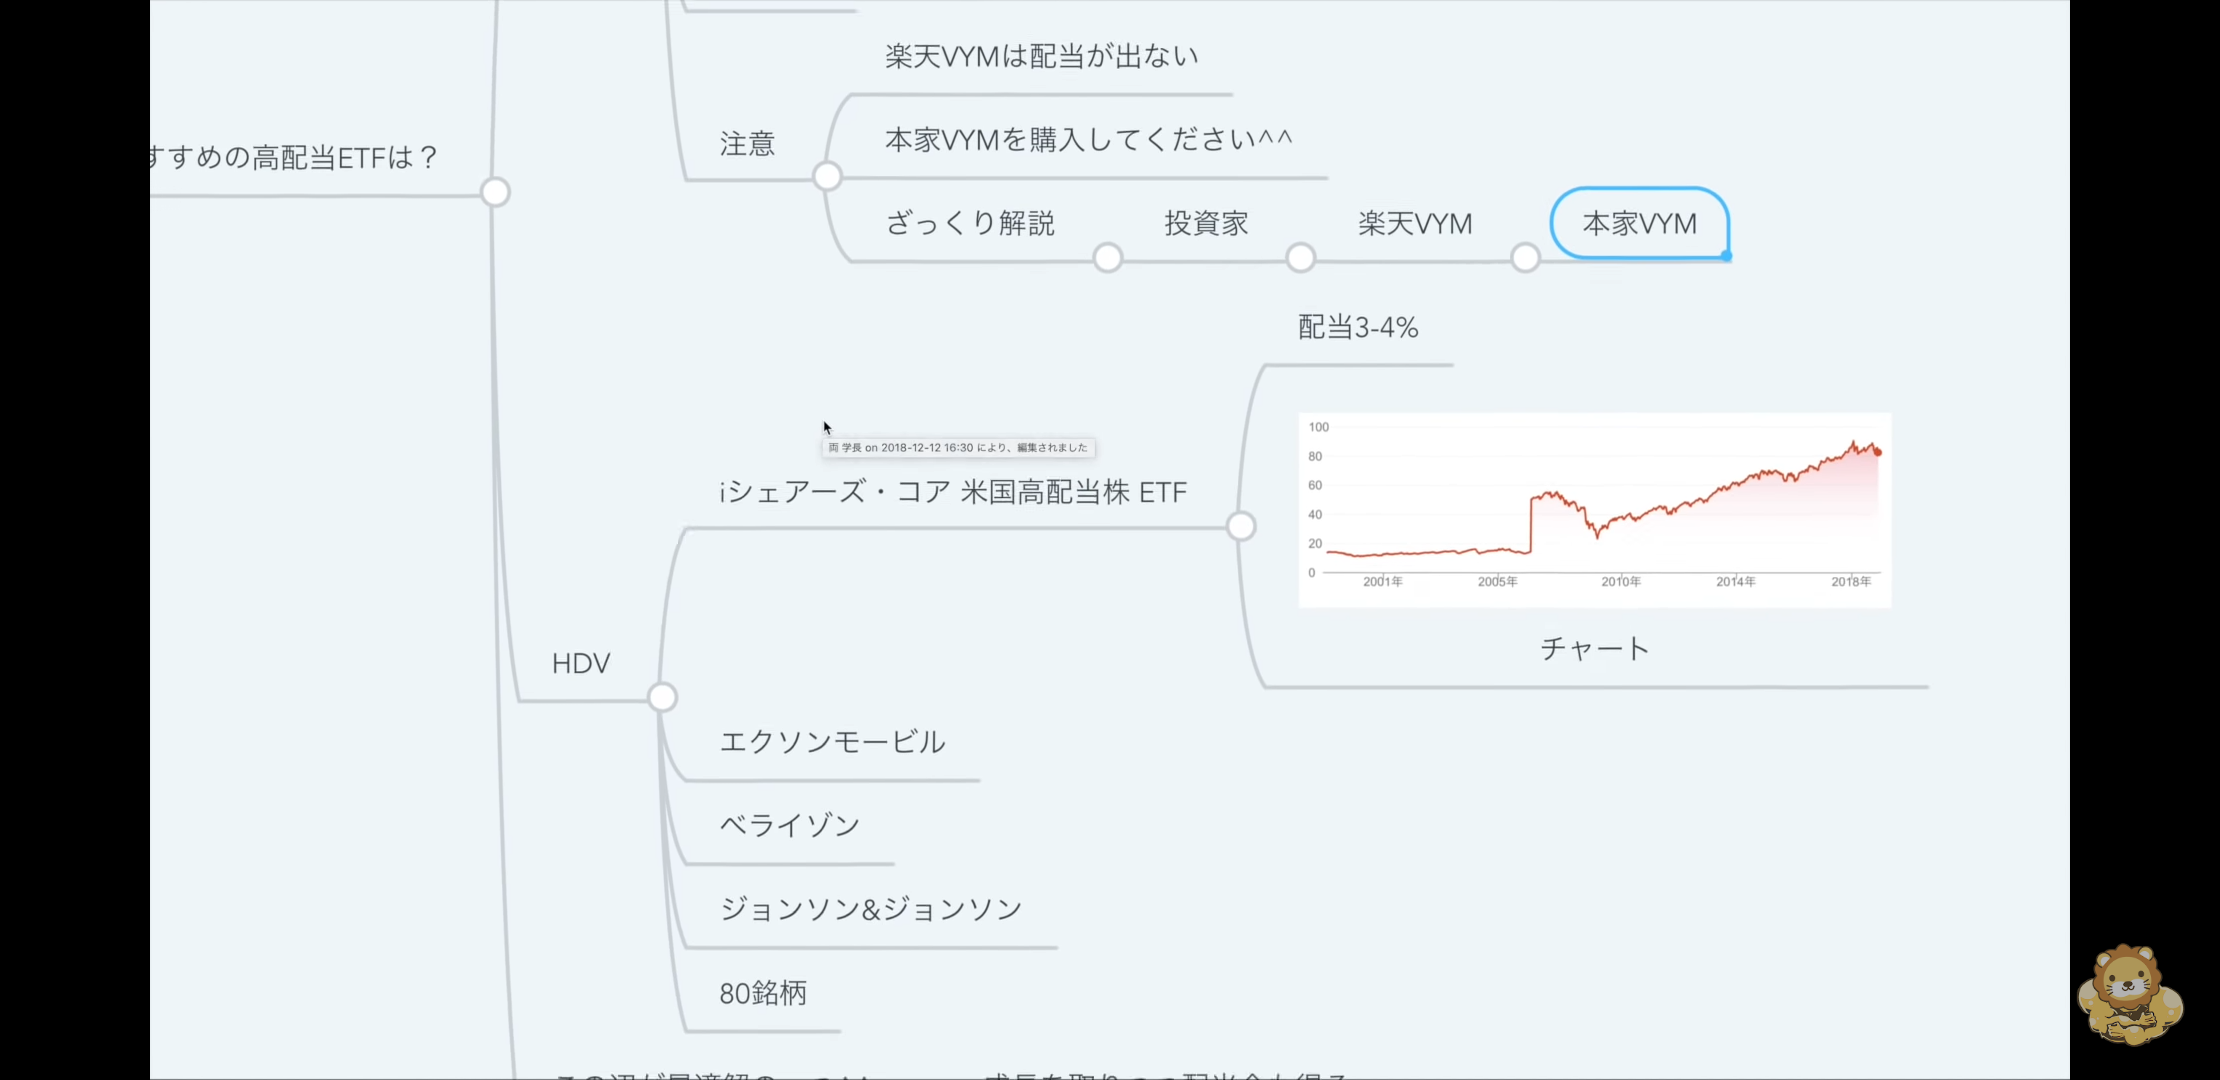 楽天VYMは配当が出ない
すすめの高配当ETFは？
注意
本家VYMを購入してください^^
ざっくり解説
投資家
楽天VYM
本家VYM
配当3-4%
両 学長 on 2018-12-12 16:30 により、編集されました
iシェアーズ・コア 米国高配当株 ETF
100
80
60
40
20
0
2001年
2005年
2010年
2014年
2018年
チャート
HDV
エクソンモービル
ベライゾン
ジョンソン&ジョンソン
80銘柄